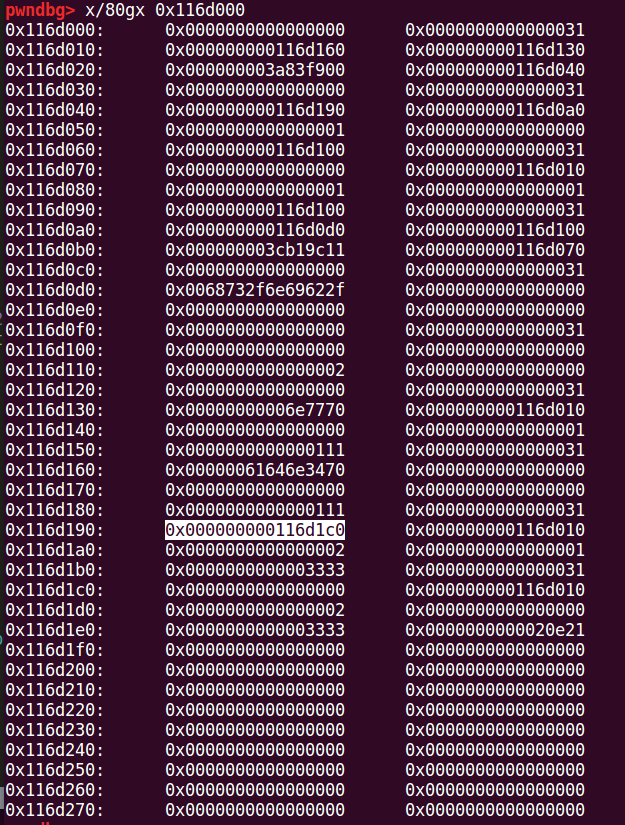 pwndbg> x/80gx 0x116d000
0x116d000: 0x0000000000000000 0x0000000000000031
0x116d010: 0x000000000116d160 0x000000000116d130
0x116d020: 0x000000003a83f900 0x000000000116d040
0x116d030: 0x0000000000000000 0x0000000000000031
0x116d040: 0x000000000116d190 0x000000000116d0a0
0x116d050: 0x0000000000000001 0x0000000000000000
0x116d060: 0x000000000116d100 0x0000000000000031
0x116d070: 0x0000000000000000 0x000000000116d010
0x116d080: 0x0000000000000001 0x0000000000000001
0x116d090: 0x000000000116d100 0x0000000000000031
0x116d0a0: 0x000000000116d0d0 0x000000000116d100
0x116d0b0: 0x000000003cb19c11 0x000000000116d070
0x116d0c0: 0x0000000000000000 0x0000000000000031
0x116d0d0: 0x0068732f6e69622f 0x0000000000000000
0x116d0e0: 0x0000000000000000 0x0000000000000000
0x116d0f0: 0x0000000000000000 0x0000000000000031
0x116d100: 0x0000000000000000 0x0000000000000000
0x116d110: 0x0000000000000002 0x0000000000000000
0x116d120: 0x0000000000000000 0x0000000000000031
0x116d130: 0x00000000006e7770 0x000000000116d010
0x116d140: 0x0000000000000000 0x0000000000000001
0x116d150: 0x0000000000000111 0x0000000000000031
0x116d160: 0x00000061646e3470 0x0000000000000000
0x116d170: 0x0000000000000000 0x0000000000000000
0x116d180: 0x0000000000000111 0x0000000000000031
0x116d190: 0x000000000116d1c0 0x000000000116d010
0x116d1a0: 0x0000000000000002 0x0000000000000001
0x116d1b0: 0x0000000000003333 0x0000000000000031
0x116d1c0: 0x0000000000000000 0x000000000116d010
0x116d1d0: 0x0000000000000002 0x0000000000000000
0x116d1e0: 0x0000000000003333 0x0000000000020e21
0x116d1f0: 0x0000000000000000 0x0000000000000000
0x116d200: 0x0000000000000000 0x0000000000000000
0x116d210: 0x0000000000000000 0x0000000000000000
0x116d220: 0x0000000000000000 0x0000000000000000
0x116d230: 0x0000000000000000 0x0000000000000000
0x116d240: 0x0000000000000000 0x0000000000000000
0x116d250: 0x0000000000000000 0x0000000000000000
0x116d260: 0x0000000000000000 0x0000000000000000
0x116d270: 0x0000000000000000 0x0000000000000000